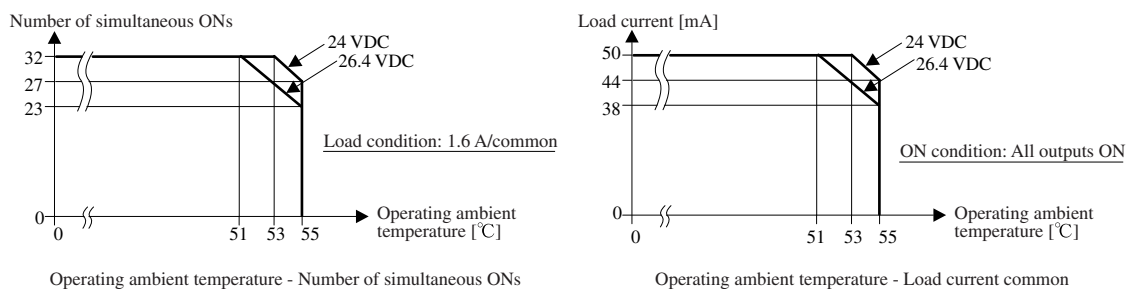 Number of simultaneous ONs
32
27
23
0
24 VDC
26.4 VDC
Load condition: 1.6 A/common
0
51
53
55
Operating ambient
temperature [℃]
Operating ambient temperature - Number of simultaneous ONs
Load current [mA]
50
44
38
0
24 VDC
26.4 VDC
ON condition: All outputs ON
0
51
53
55
Operating ambient
temperature [℃]
Operating ambient temperature - Load current common